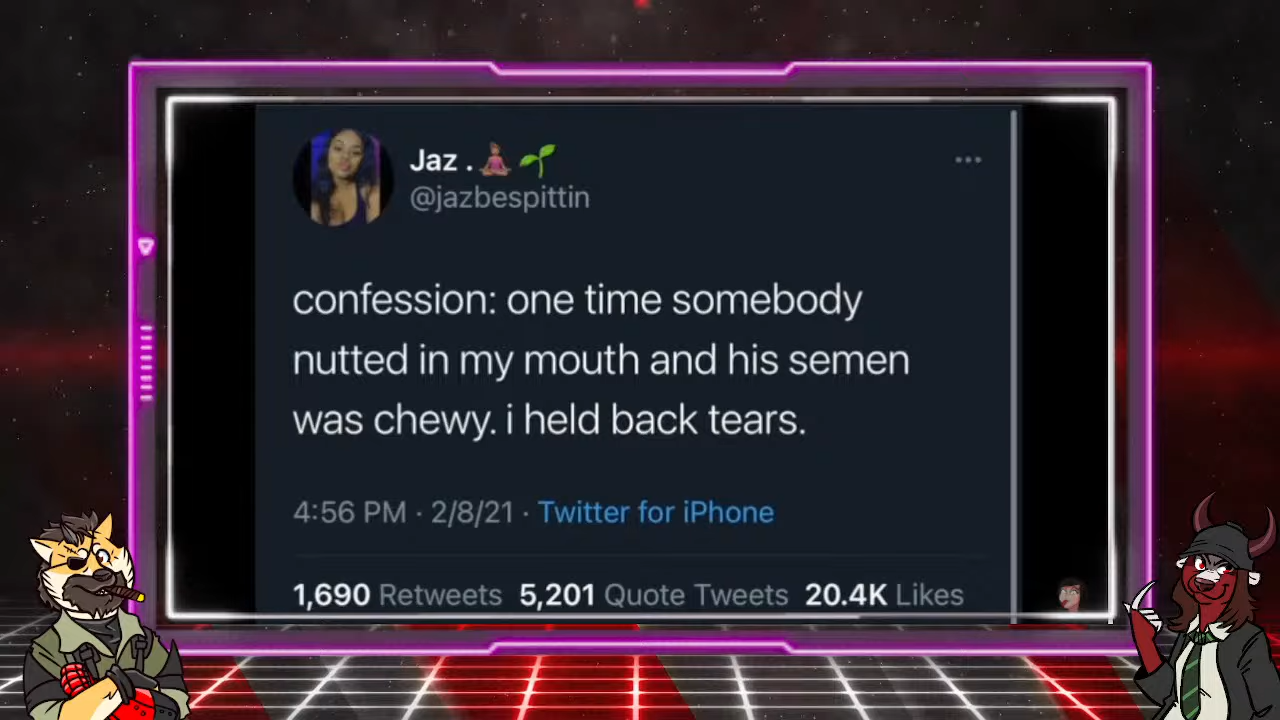 Jaz . 🧘🏽‍♀️🌱
@jazbespittin
confession: one time somebody
nutted in my mouth and his semen
was chewy. i held back tears.
4:56 PM · 2/8/21 · Twitter for iPhone
1,690 Retweets 5,201 Quote Tweets 20.4K Likes